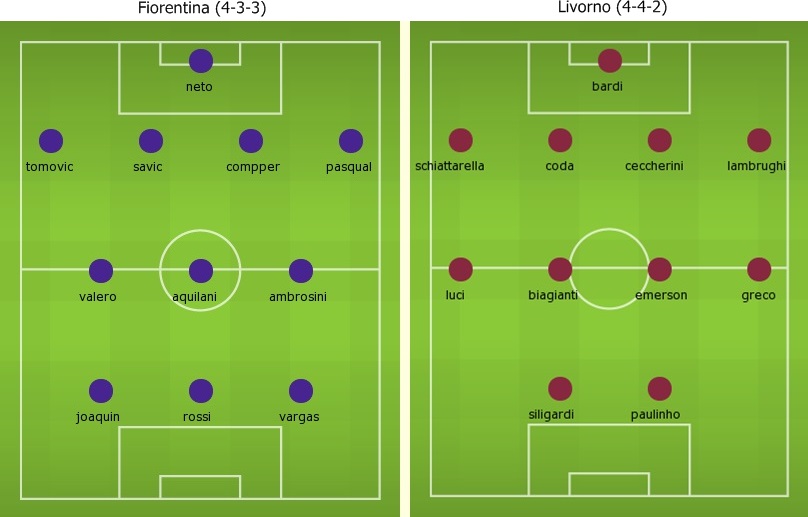 Fiorentina (4-3-3)
neto
tomovic savic compper pasqual
valero aquilani ambrosini
joaquin rossi vargas
Livorno (4-4-2)
bardi
schiattarella coda ceccherini lambrughi
luci biagianti emerson greco
siligardi paulinho